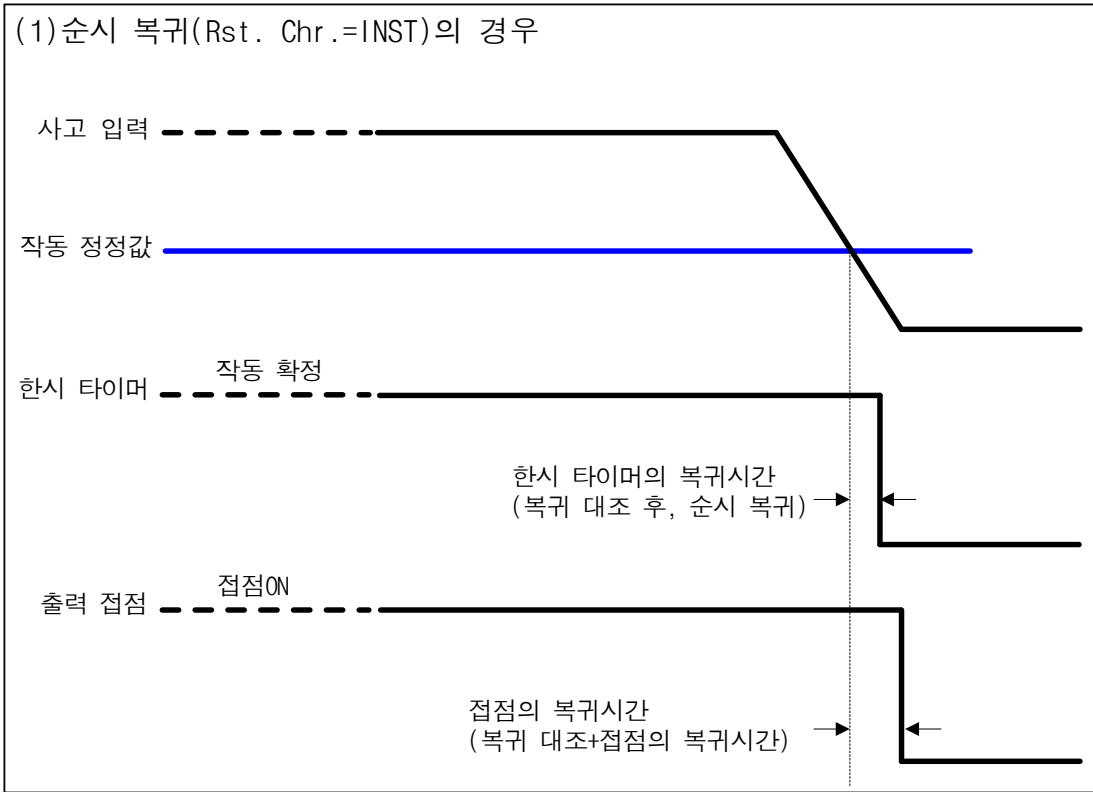 (1)순시 복귀(Rst. Chr.=INST)의 경우
사고 입력
작동 정정값
작동 확정
한시 타이머
한시 타이머의 복귀시간
(복귀 대조 후, 순시 복귀)
접점ON
출력 접점
접점의 복귀시간
(복귀 대조+접점의 복귀시간)